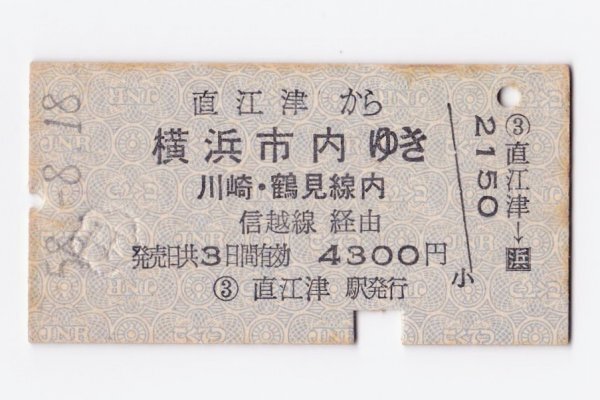 58.-8.18
直江津 から
横浜市内 ゆき
川崎・鶴見線内
信越線 経由
発売日共3日間有効 4300円
③ 直江津 駅発行
小
③直江津→浜
2150